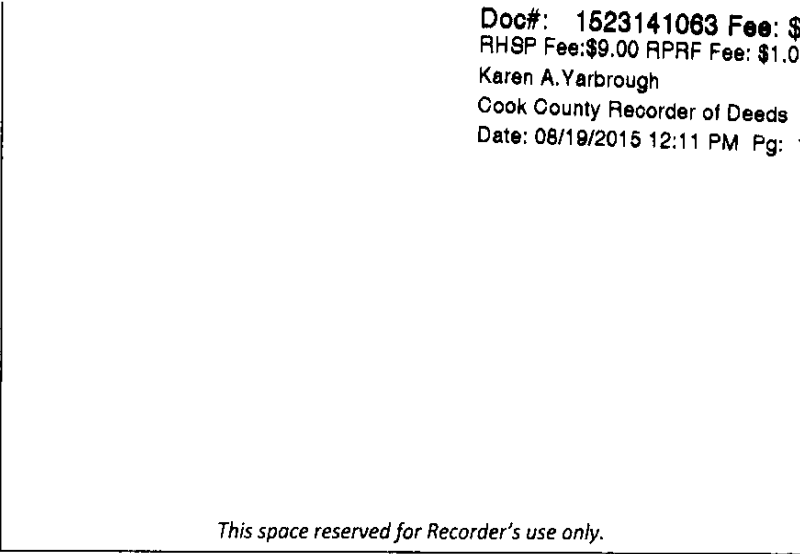 Doc#: 1523141063 Fee: $
RHSP Fee:$9.00 RPRF Fee: $1.0
Karen A.Yarbrough
Cook County Recorder of Deeds
Date: 08/19/2015 12:11 PM Pg:
This space reserved for Recorder's use only.